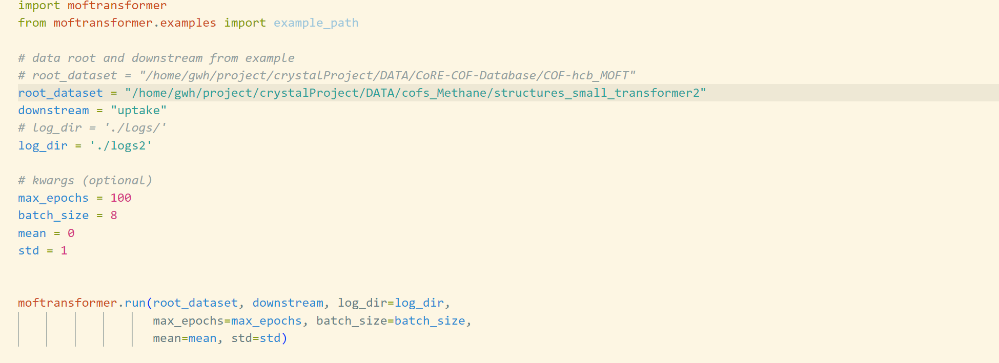 import moftransformer
from moftransformer.examples import example_path
# data root and downstream from example
# root_dataset = "/home/gwh/project/crystalProject/DATA/CoRE-COF-Database/COF-hcb_MOFT"
root_dataset = "/home/gwh/project/crystalProject/DATA/cofs_Methane/structures_small_transformer2"
downstream = "uptake"
# log_dir = './logs/'
log_dir = './logs2'
# kwargs (optional)
max_epochs = 100
batch_size = 8
mean = 0
std = 1
moftransformer.run(root_dataset, downstream, log_dir=log_dir,
max_epochs=max_epochs, batch_size=batch_size,
mean=mean, std=std)